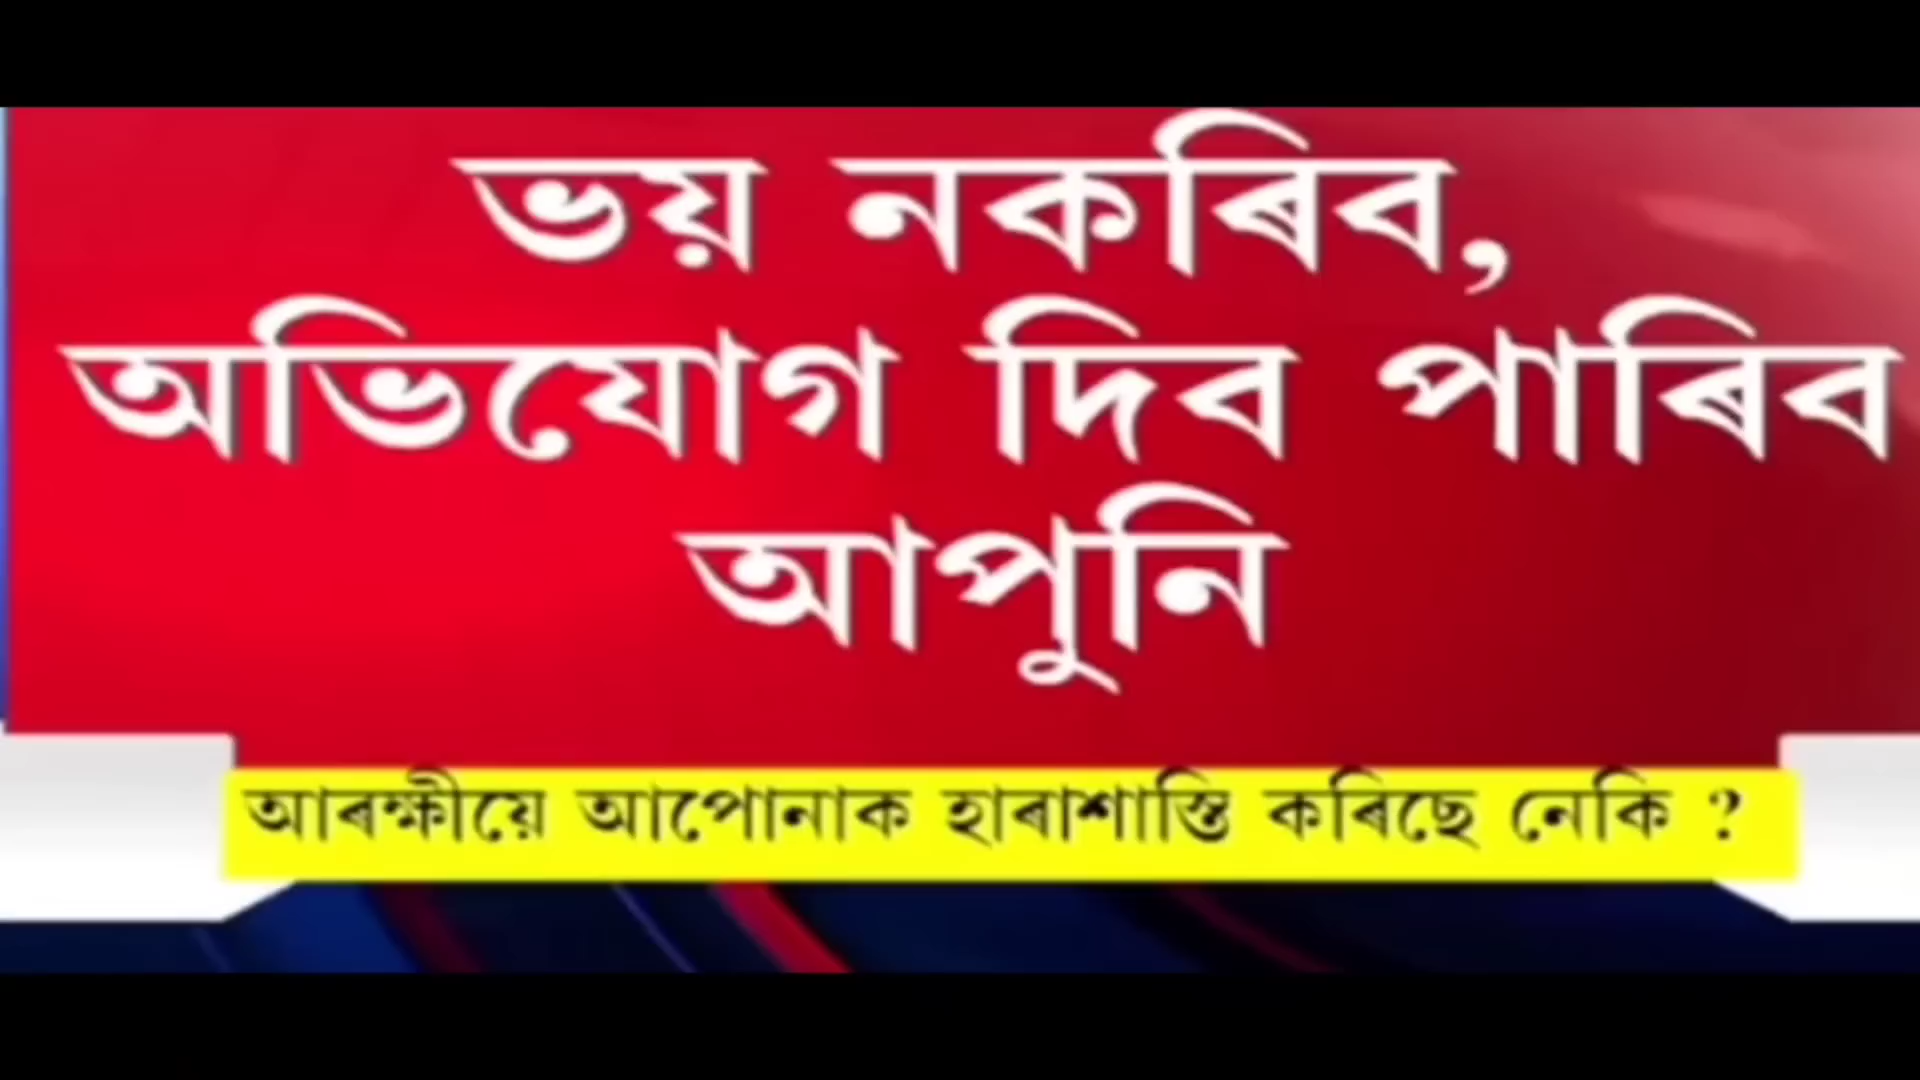 ভয় নকৰিব,
অভিযোগ দিব পাৰিব
আপুনি
আৰক্ষীয়ে আপোনাক হাৰাশাস্তি কৰিছে নেকি ?